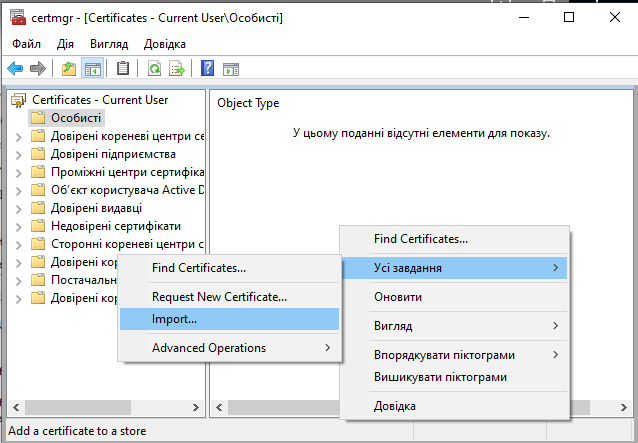 certmgr - [Certificates - Current User\Особисті]
Файл Дія Вигляд Довідка
Certificates - Current User
Особисті
Довірені кореневі центри се
Довірені підприємства
Проміжні центри сертифіка
Об'єкт користувача Active D
Довірені видавці
Недовірені сертифікати
Сторонні кореневі центри с
Довірені кор
Постачальн
Довірені кор
Object Type
У цьому поданні відсутні елементи для показу.
Find Certificates...
Усі завдання
Оновити
Вигляд
Впорядкувати піктограми
Вишикувати піктограми
Довідка
Find Certificates...
Request New Certificate...
Import...
Advanced Operations
Add a certificate to a store